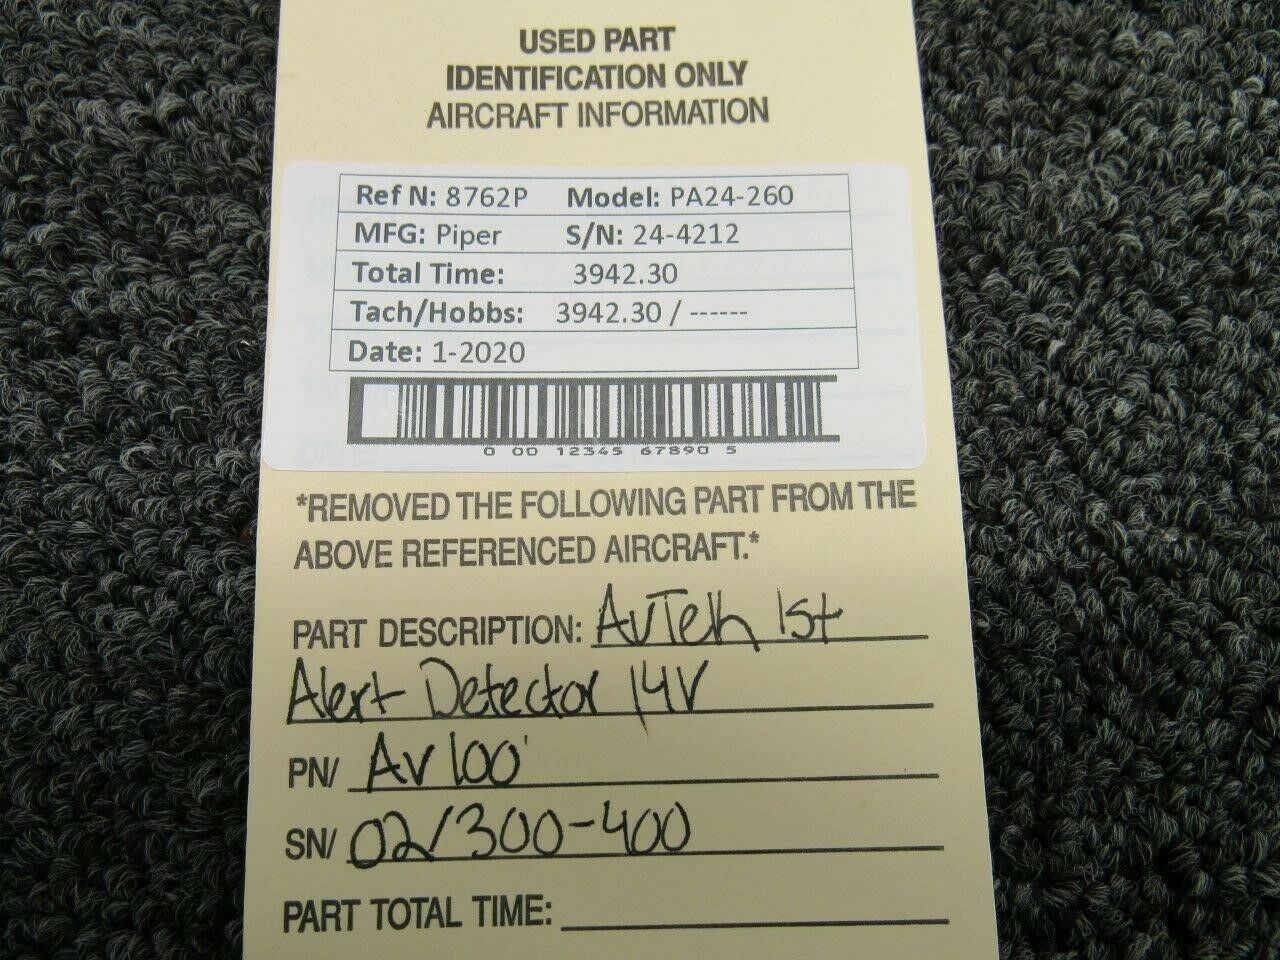 USED PART
IDENTIFICATION ONLY
AIRCRAFT INFORMATION
Ref N: 8762P Model: PA24-260
MFG: Piper S/N: 24-4212
Total Time: 3942.30
Tach/Hobbs: 3942.30 / ------
Date: 1-2020
0 00 12345 67890 5
*REMOVED THE FOLLOWING PART FROM THE
ABOVE REFERENCED AIRCRAFT.*
PART DESCRIPTION: AvTek 1st
Alert Detector 14V
PN/ AV100
SN/ 02/300-400
PART TOTAL TIME: